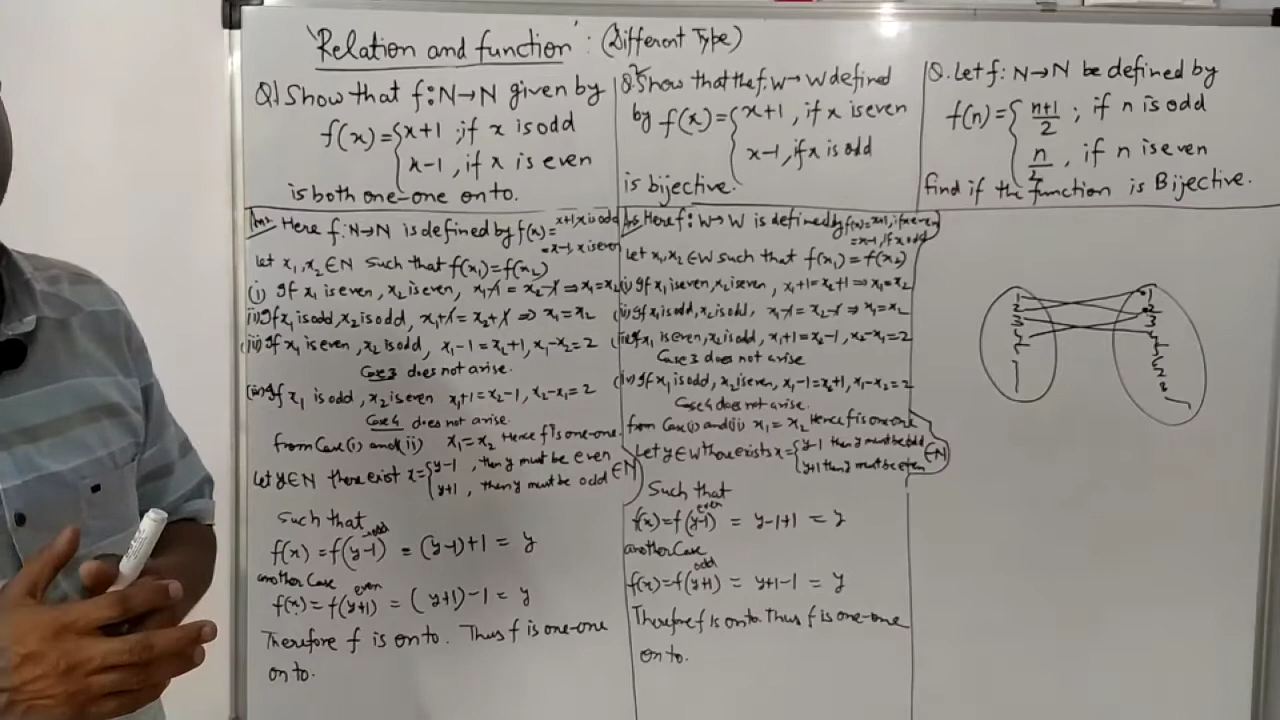 'Relation and function' : (Different Type)
Q1 Show that f: N→N given by
f(x) = { x+1 ; if x is odd
x-1 , if x is even
is both one-one onto.
Ans Here f: N→N is defined by f(x) = x+1, x is odd
= x-1, x is even
Let x₁, x₂ ∈ N such that f(x₁) = f(x₂)
(i) If x₁ is even, x₂ is even, x₁-1 = x₂-1 ⇒ x₁ = x₂
(ii) If x₁ is odd, x₂ is odd, x₁+1 = x₂+1 ⇒ x₁ = x₂
(iii) If x₁ is even, x₂ is odd, x₁-1 = x₂+1, x₁-x₂ = 2
Case 3 does not arise.
If x₁ is odd, x₂ is even x₁+1 = x₂-1, x₂-x₁ = 2
Case 4 does not arise.
from Case (i) and (ii) x₁ = x₂ Hence f is one-one.
Let y ∈ N there exist x = { y-1 , then y must be even
y+1 , then y must be odd ∈ N
Such that
f(x) = f(y-1) → odd = (y-1)+1 = y
another Case
f(x) = f(y+1) even = (y+1)-1 = y
Therefore f is onto. Thus f is one-one
onto.
Q. Show that the f: W→W defined
by f(x) = { x+1 , if x is even
x-1, if x is odd
is bijective.
Ans Here f: W→W is defined by f(x) = x+1, if x even
= x-1, if x odd
Let x₁, x₂ ∈ W such that f(x₁) = f(x₂)
(i) If x₁ is even, x₂ is even, x₁+1 = x₂+1 ⇒ x₁ = x₂
(ii) If x₁ is odd, x₂ is odd, x₁-1 = x₂-1 ⇒ x₁ = x₂
(iii) If x₁ is even, x₂ is odd, x₁+1 = x₂-1, x₂-x₁ = 2
Case 3 does not arise
(iv) If x₁ is odd, x₂ is even, x₁-1 = x₂+1, x₁-x₂ = 2
Case 4 does not arise.
from Case (i) and (ii) x₁ = x₂ Hence f is one-one
Let y ∈ W there exists x = { y-1 then y must be odd
y+1 then y must be even ∈ N
Such that
f(x) = f(y-1) even = y-1+1 = y
another Case
f(x) = f(y+1) odd = y+1-1 = y
Therefore f is onto. Thus f is one-one
onto.
Q. Let f: N→N be defined by
f(n) = { n+1/2 ; if n is odd
n/2 , if n is even
find if the function is Bijective.
1 1
2 2
3 3